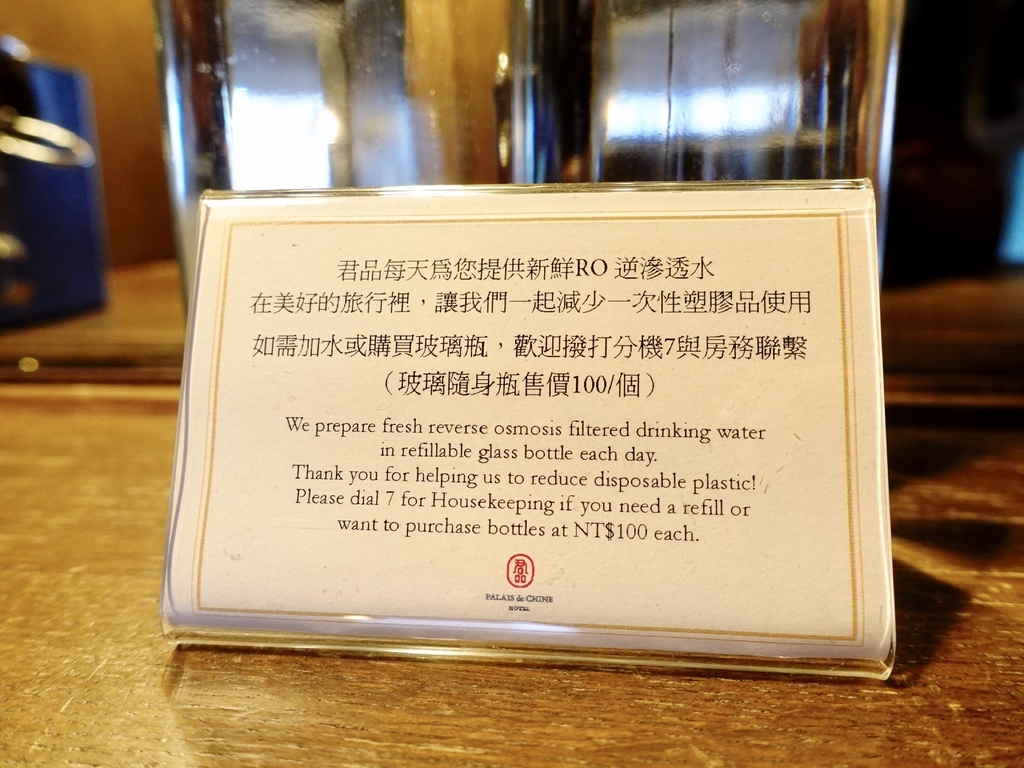 君品每天爲您提供新鮮RO 逆滲透水
在美好的旅行裡，讓我們一起減少一次性塑膠品使用
如需加水或購買玻璃瓶，歡迎撥打分機7與房務聯繫
（玻璃隨身瓶售價100/個）
We prepare fresh reverse osmosis filtered drinking water
in refillable glass bottle each day.
Thank you for helping us to reduce disposable plastic!
Please dial 7 for Housekeeping if you need a refill or
want to purchase bottles at NT$100 each.
君品
PALAIS de CHINE
HOTEL